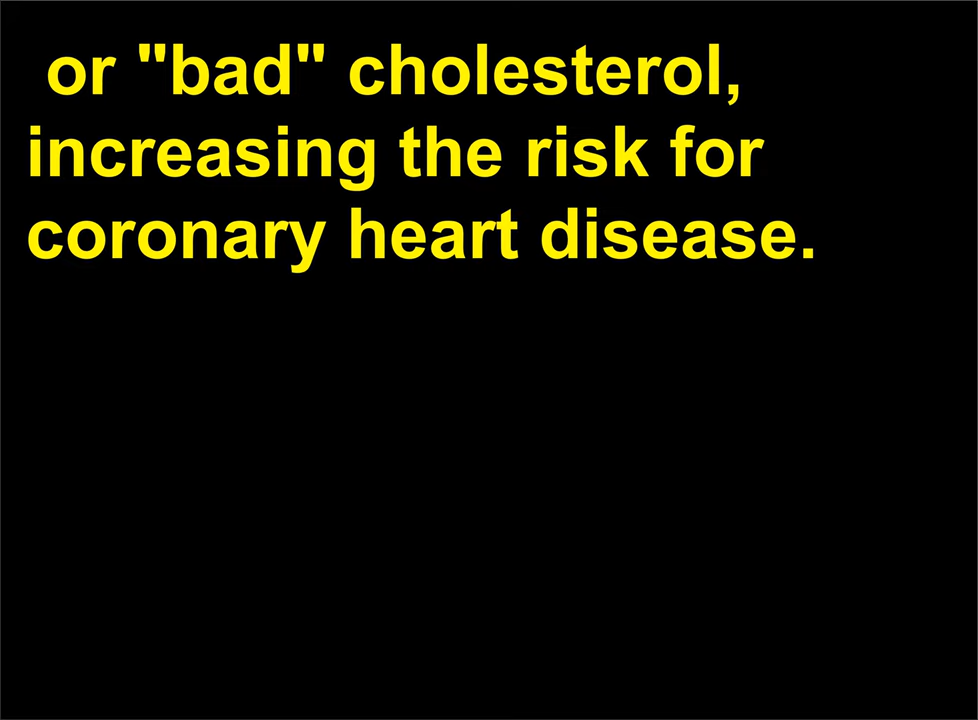 or "bad" cholesterol,
increasing the risk for
coronary heart disease.